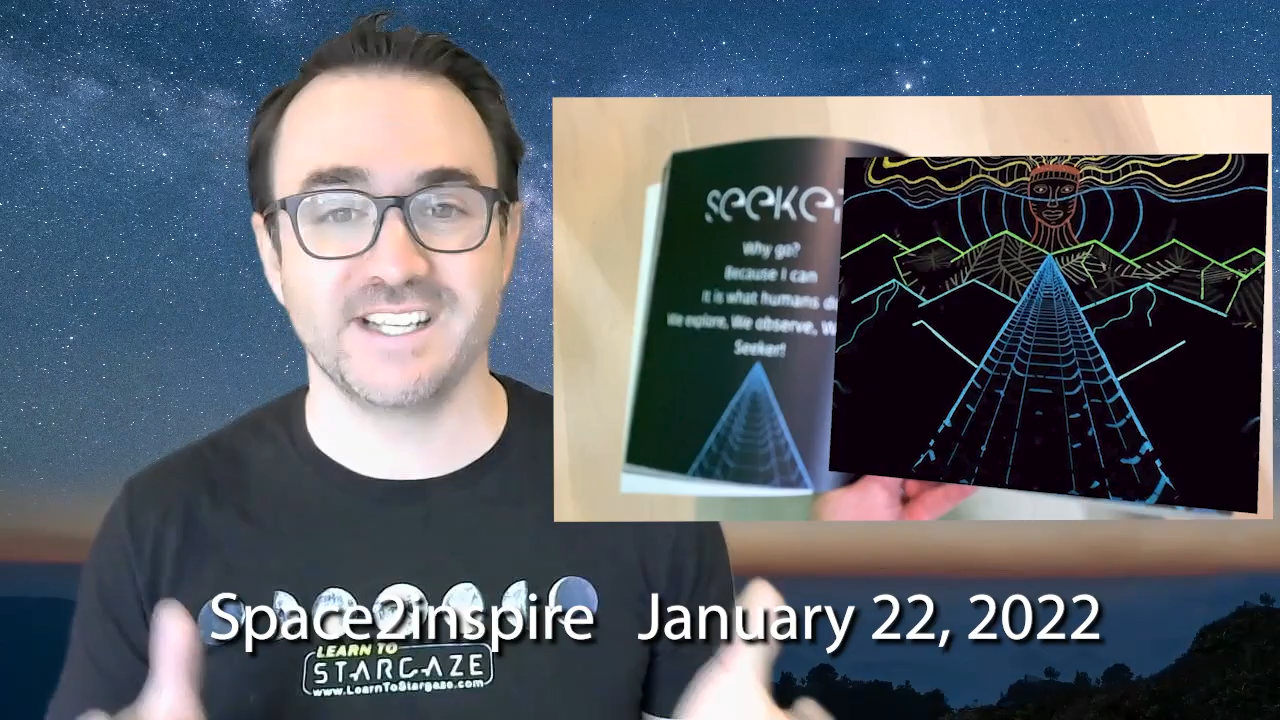 Why go?
Because I can
It is what humans
We explore, We observe,
Seeker!
Space2inspire January 22, 2022
LEARN TO
STARGAZE
www.LearnToStargaze.com